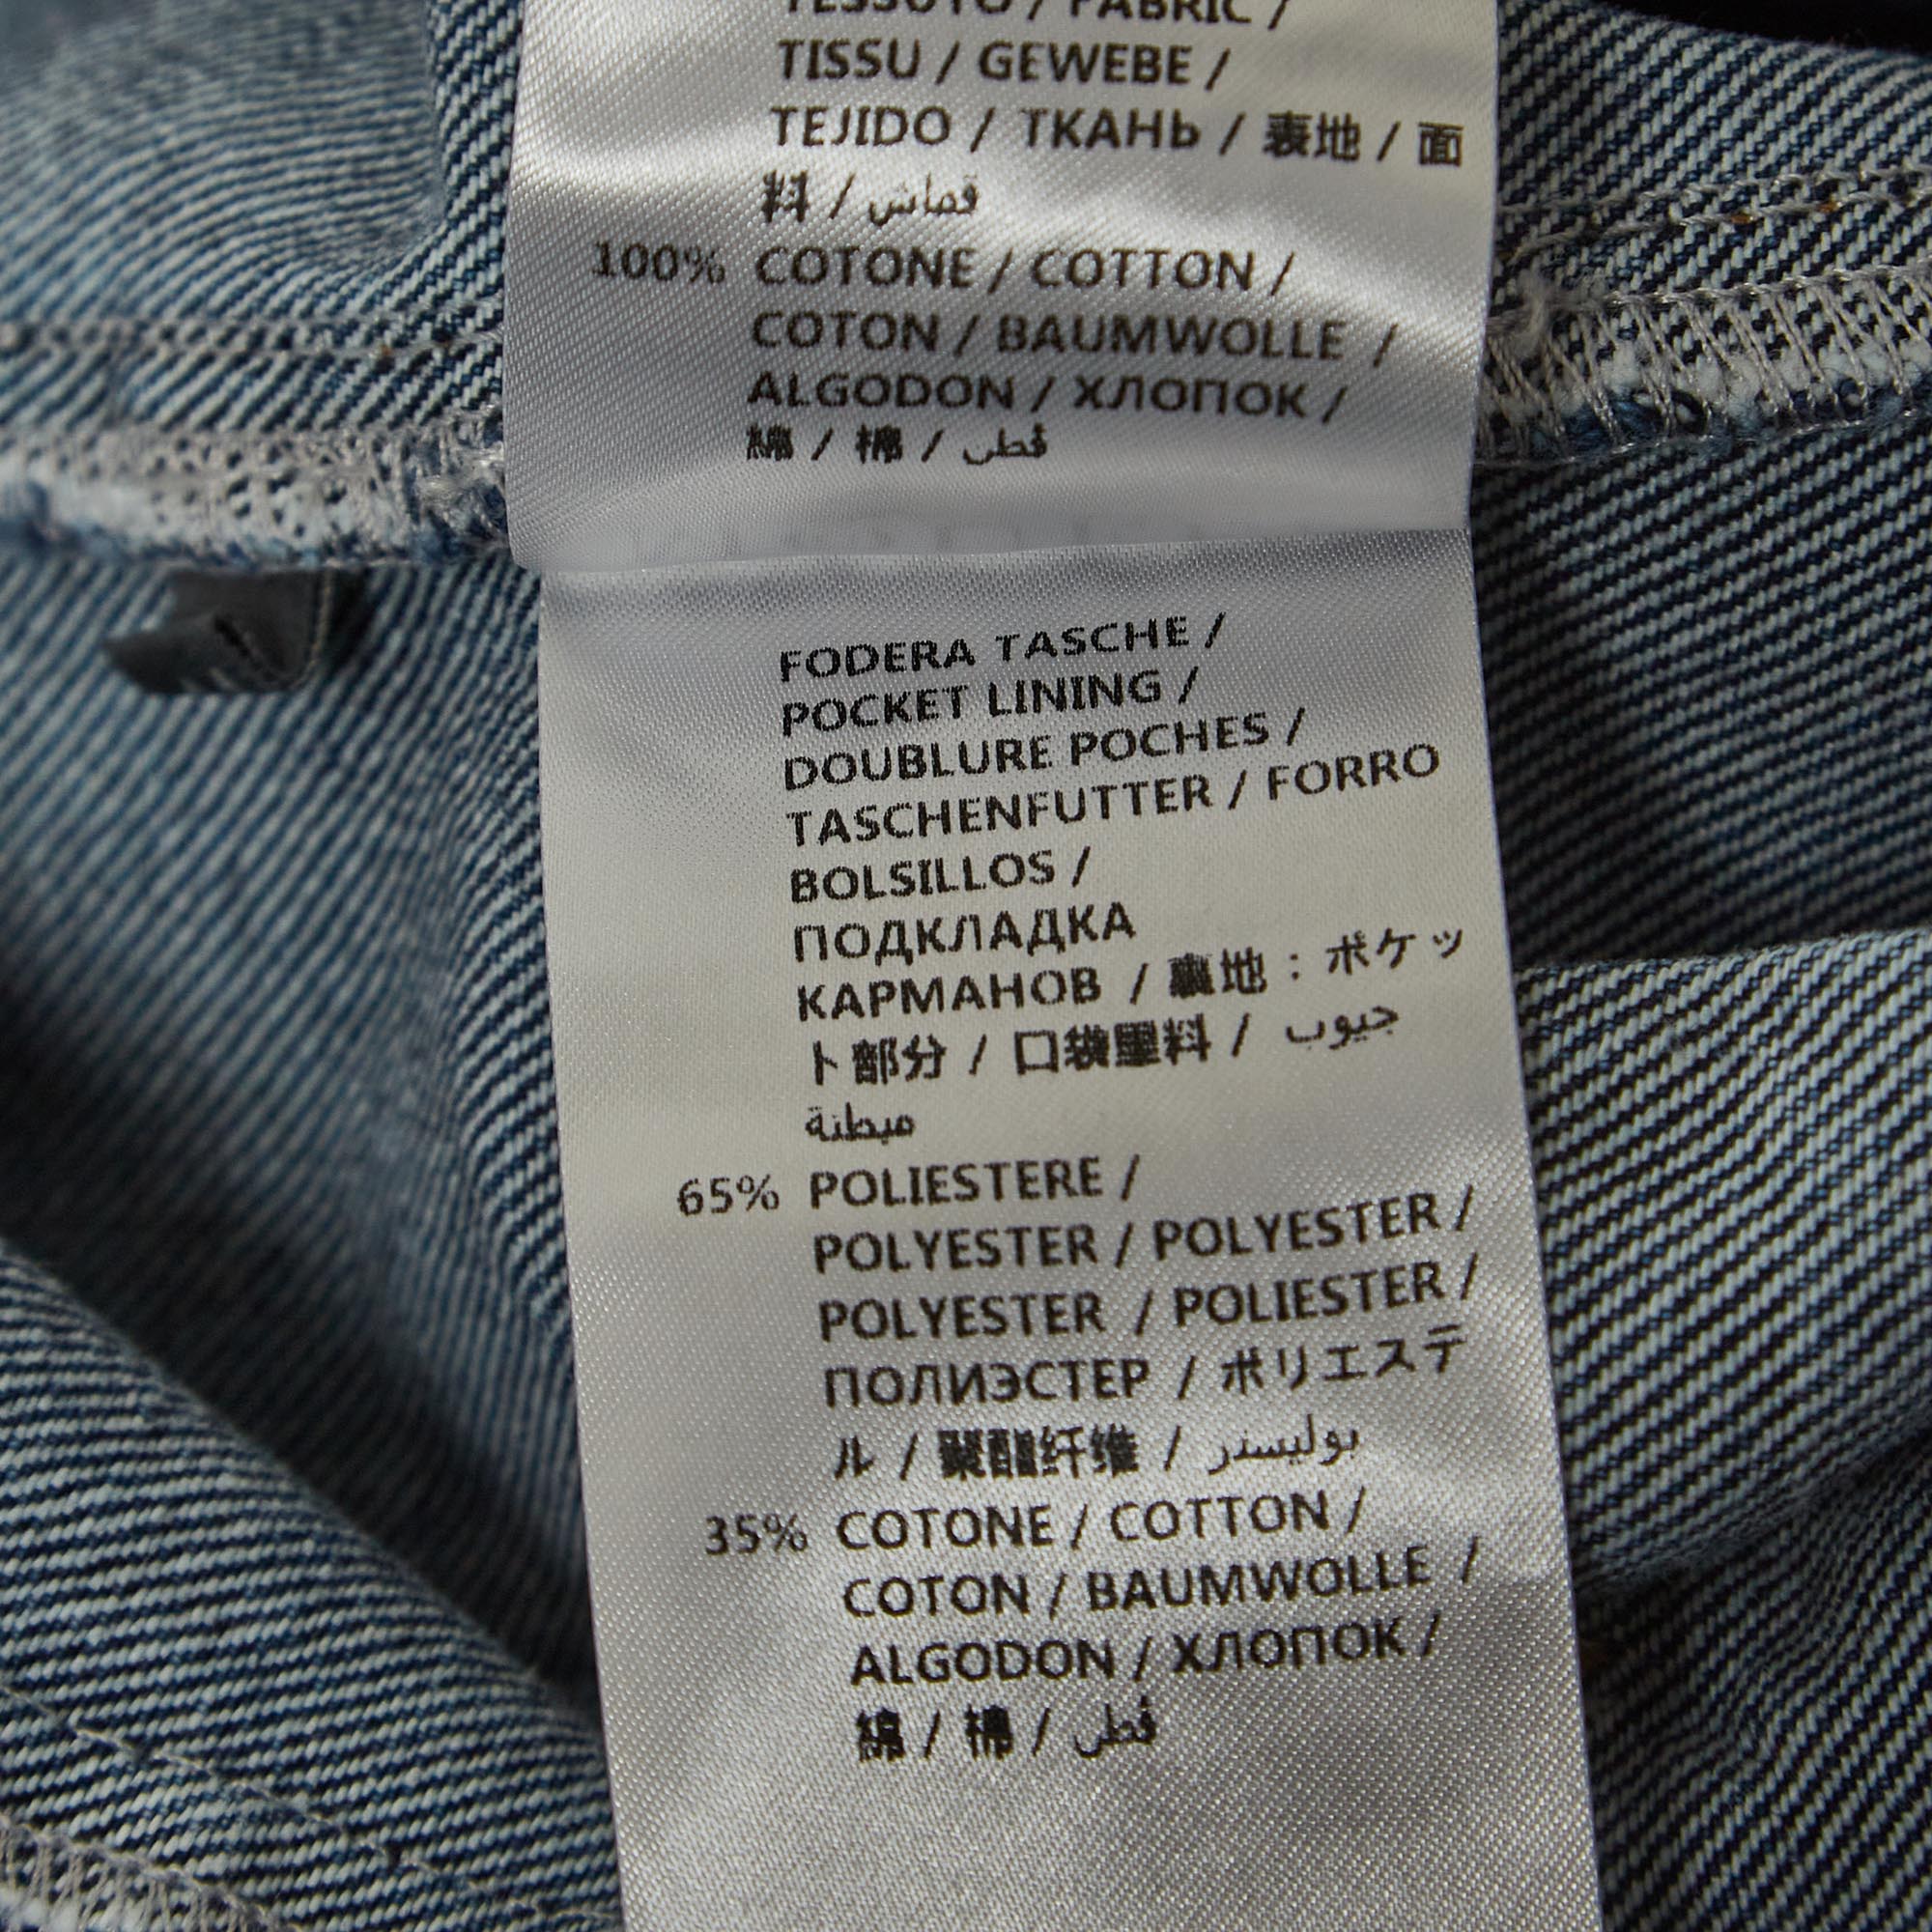 TESSUTO / FABRIC /
TISSU / GEWEBE /
TEJIDO / ТКАНЬ / 表地 / 面
料 / قماش
100% COTONE / COTTON /
COTON / BAUMWOLLE /
ALGODON / ХЛОПОК /
綿 / 棉 / قطن
FODERA TASCHE /
POCKET LINING /
DOUBLURE POCHES /
TASCHENFUTTER / FORRO
BOLSILLOS /
ПОДКЛАДКА
КАРМАНОВ / 裏地：ポケッ
ト部分 / 口袋里料 / جيوب
مبطنة
65% POLIESTERE /
POLYESTER / POLYESTER /
POLYESTER / POLIESTER /
ПОЛИЭСТЕР / ポリエステ
ル / 聚酯纤维 / بوليستر
35% COTONE / COTTON /
COTON / BAUMWOLLE /
ALGODON / ХЛОПОК /
綿 / 棉 / قطن